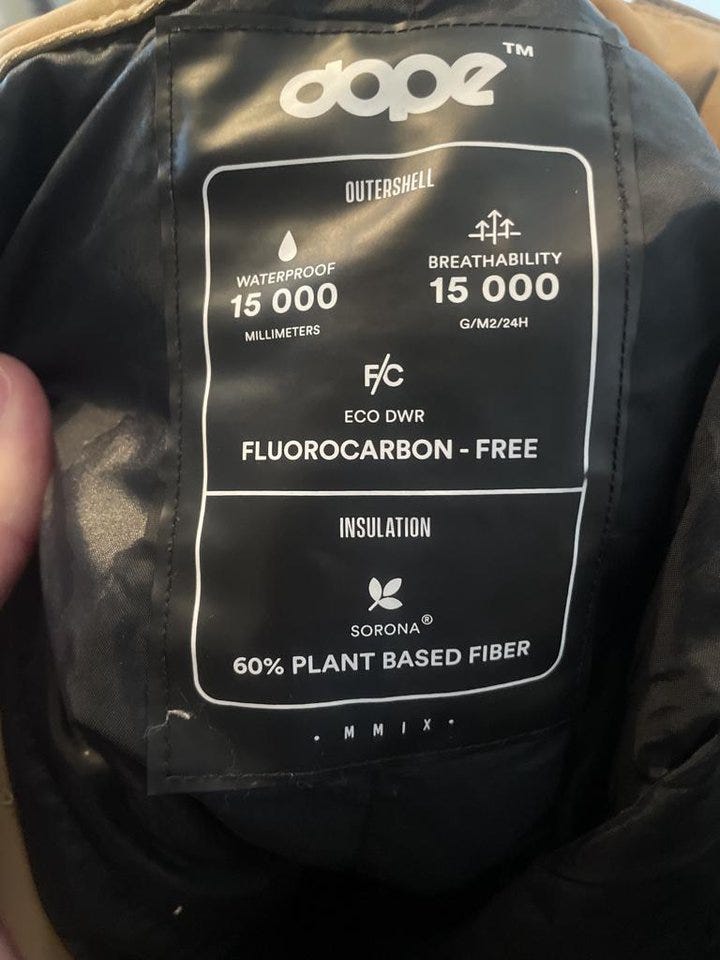 dope™
OUTERSHELL
WATERPROOF
15 000
MILLIMETERS
BREATHABILITY
15 000
G/M2/24H
F/C
ECO DWR
FLUOROCARBON - FREE
INSULATION
SORONA®
60% PLANT BASED FIBER
• M M I X •